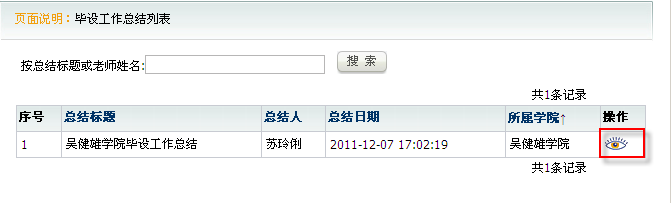 页面说明：毕设工作总结列表
按总结标题或老师姓名: 搜 索
共1条记录
序号 总结标题 总结人 总结日期 所属学院↑ 操作
1 吴健雄学院毕设工作总结 苏玲俐 2011-12-07 17:02:19 吴健雄学院
共1条记录